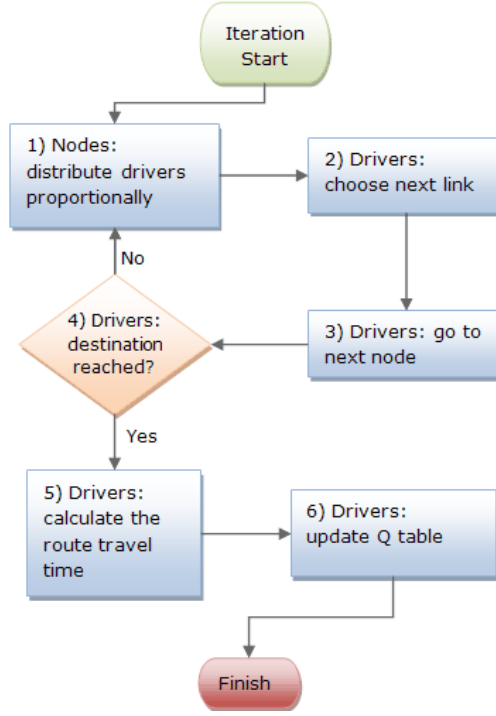 Iteration
Start
1) Nodes:
distribute drivers
proportionally
2) Drivers:
choose next link
No
4) Drivers:
destination
reached?
3) Drivers: go to
next node
Yes
5) Drivers:
calculate the
route travel
time
6) Drivers:
update Q table
Finish